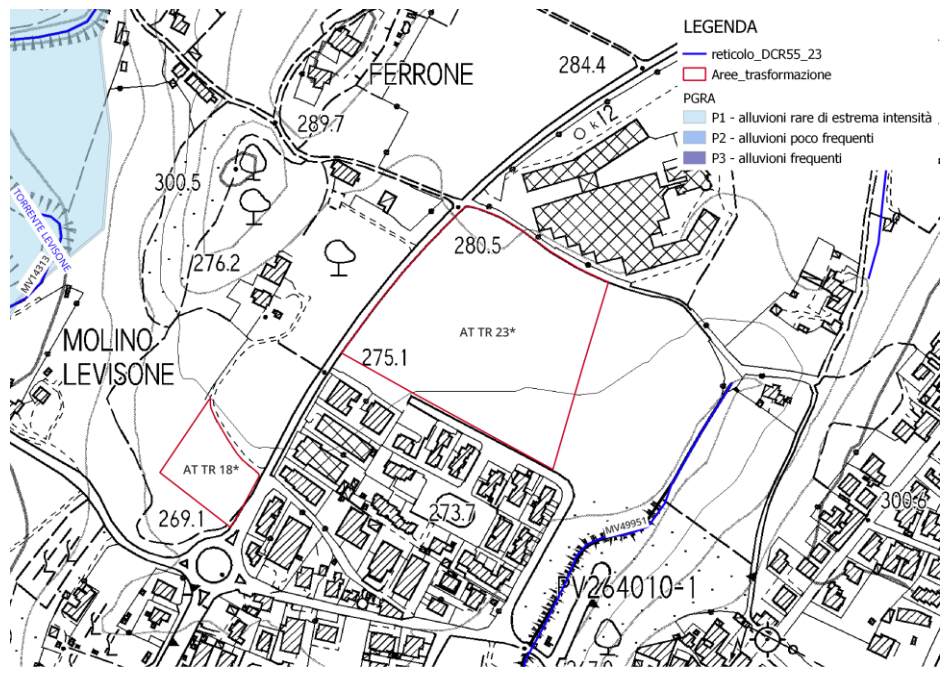 LEGENDA
reticolo_DCR55_23
Aree_trasformazione
PGRA
P1 - alluvioni rare di estrema intensità
P2 - alluvioni poco frequenti
P3 - alluvioni frequenti
FERRONE
284.4
289.7
O k12
300.5
280.5
276.2
TORRENTE LEVISONE
MV14313
AT TR 23*
MOLINO
LEVISONE
275.1
AT TR 18*
269.1
273.7
300.6
MV49951
PV264010-1